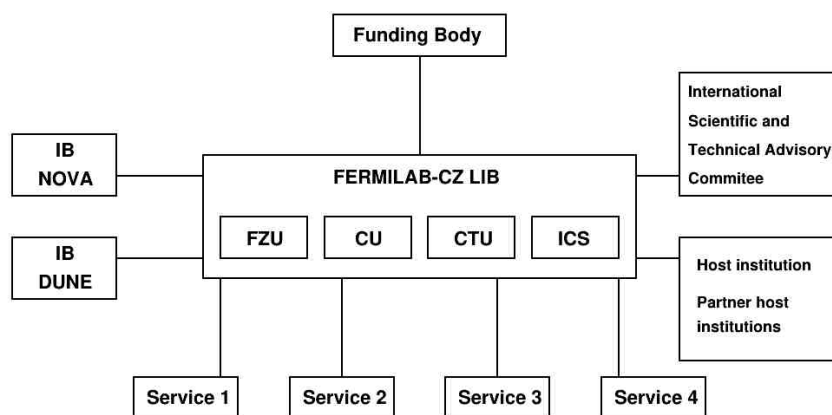 Funding Body
International
Scientific and
Technical Advisory
Commitee
IB
NOVA
FERMILAB-CZ LIB
FZU
CU
CTU
ICS
IB
DUNE
Host institution
Partner host
institutions
Service 1
Service 2
Service 3
Service 4